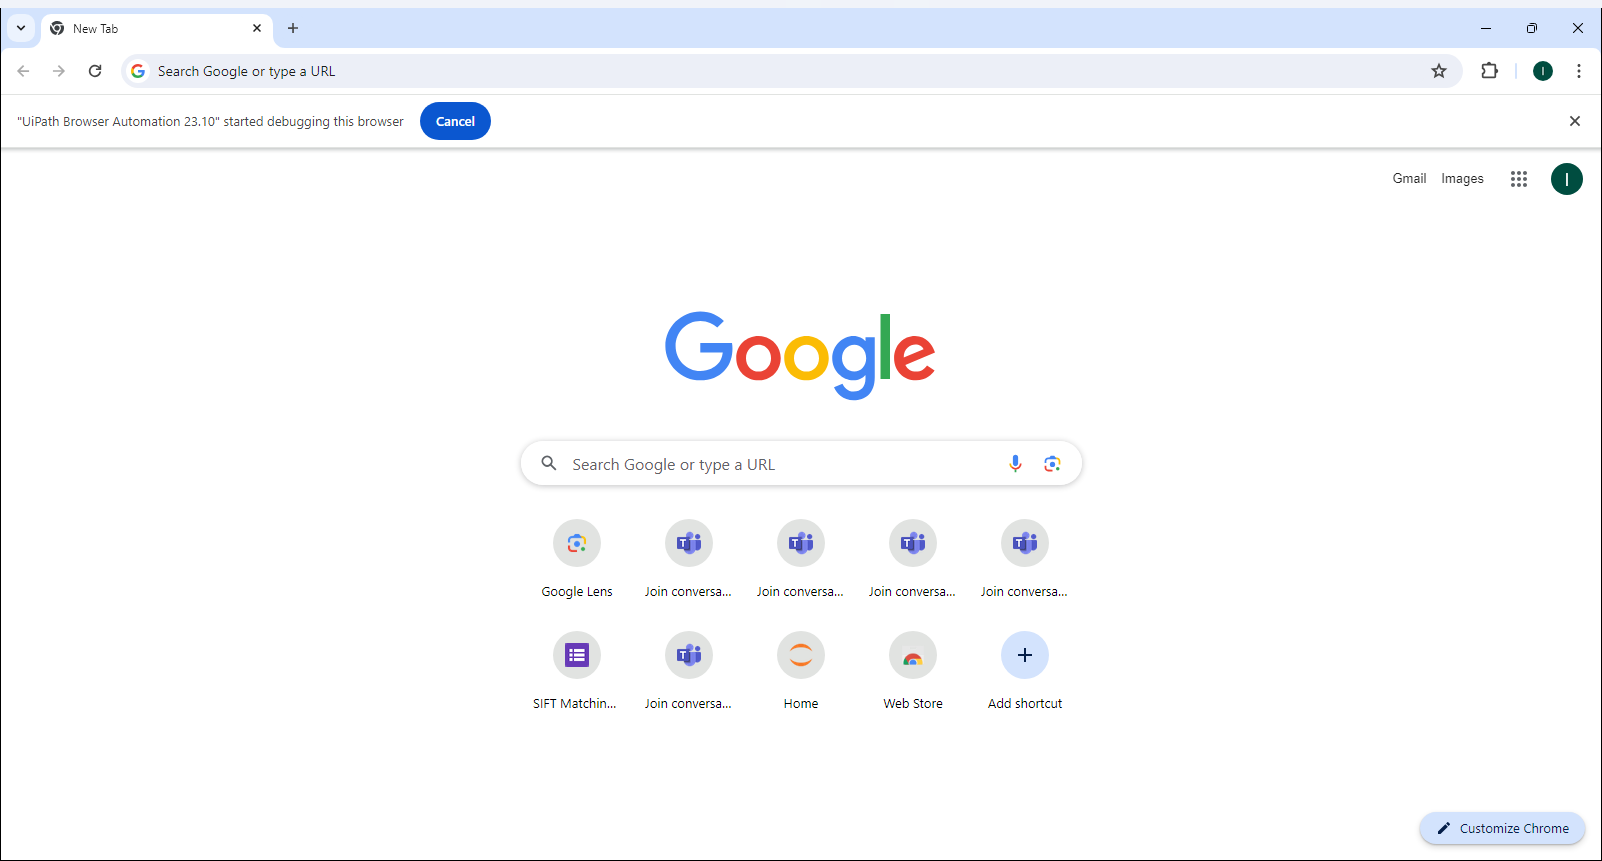 New Tab
Search Google or type a URL
"UiPath Browser Automation 23.10" started debugging this browser
Cancel
Gmail
Images
I
Google
Search Google or type a URL
Google Lens
Join conversa...
Join conversa...
Join conversa...
Join conversa...
SIFT Matchin...
Join conversa...
Home
Web Store
Add shortcut
Customize Chrome